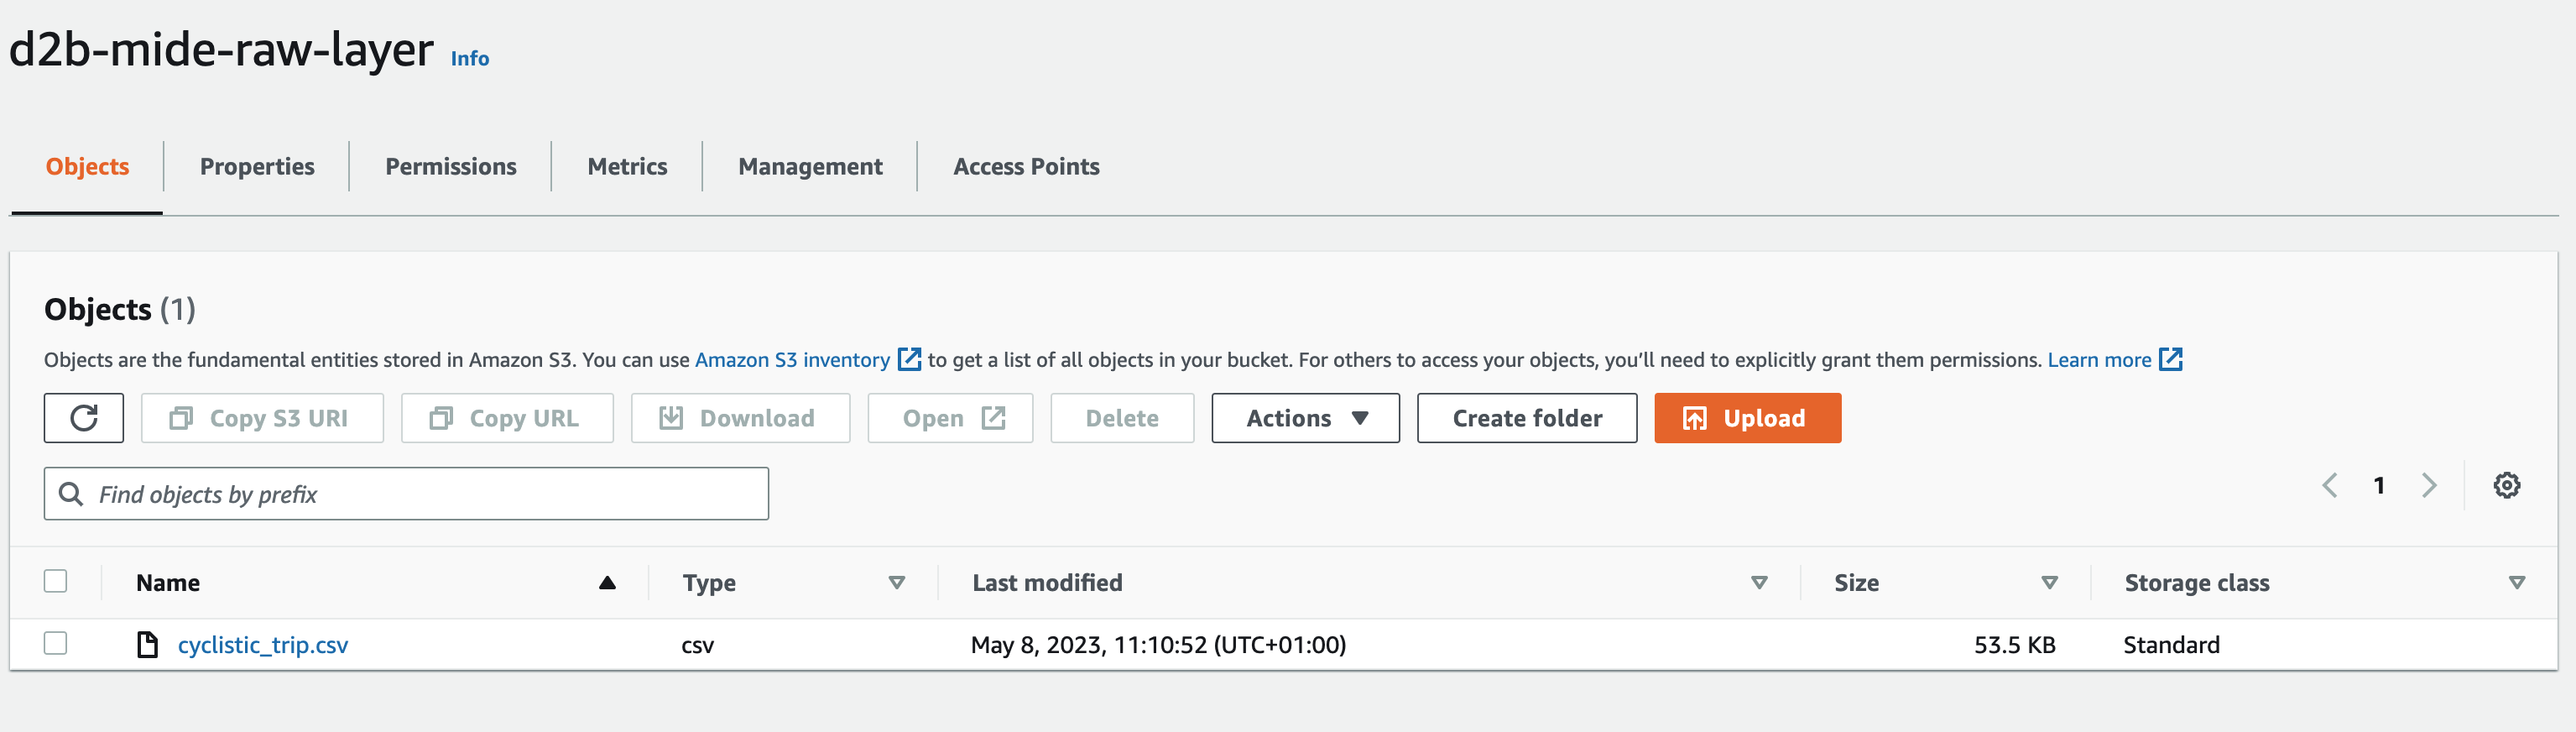 d2b-mide-raw-layer Info
Objects Properties Permissions Metrics Management Access Points
Objects (1)
Objects are the fundamental entities stored in Amazon S3. You can use Amazon S3 inventory to get a list of all objects in your bucket. For others to access your objects, you’ll need to explicitly grant them permissions. Learn more
Copy S3 URI Copy URL Download Open Delete Actions Create folder Upload
Find objects by prefix 1
Name Type Last modified Size Storage class
cyclistic_trip.csv csv May 8, 2023, 11:10:52 (UTC+01:00) 53.5 KB Standard